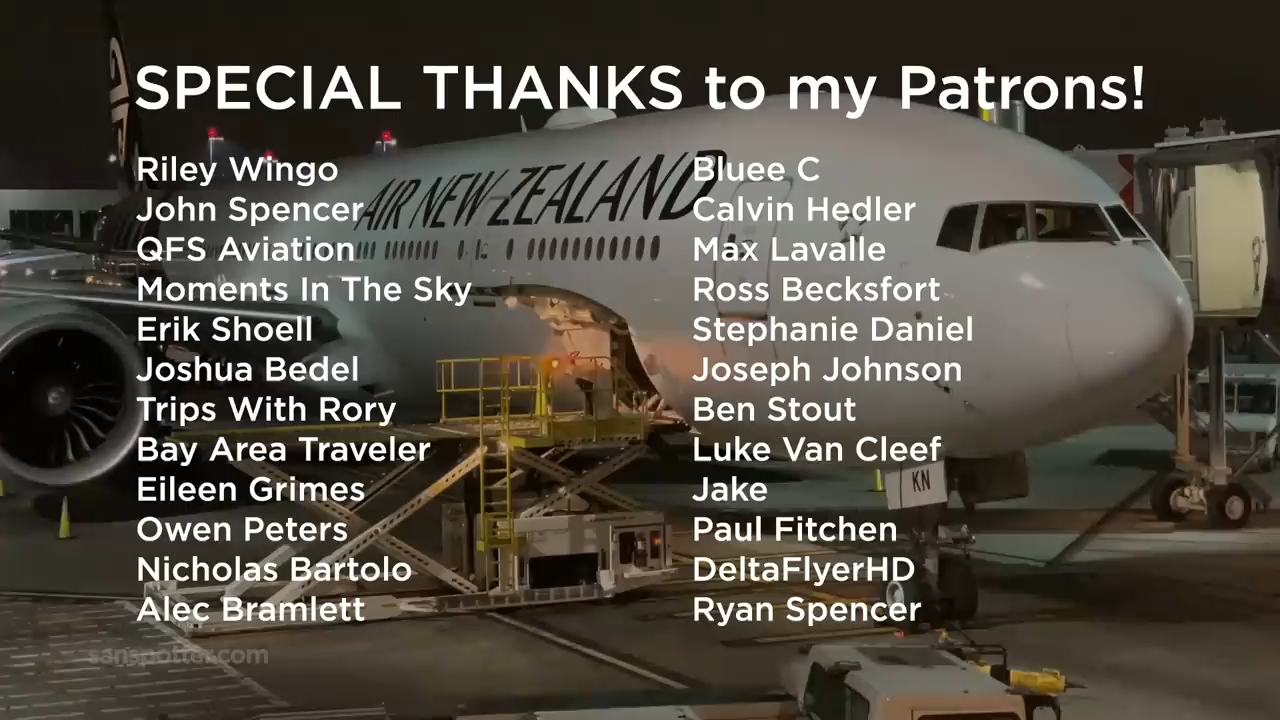 SPECIAL THANKS to my Patrons!
Riley Wingo
John Spencer
QFS Aviation
Moments In The Sky
Erik Shoell
Joshua Bedel
Trips With Rory
Bay Area Traveler
Eileen Grimes
Owen Peters
Nicholas Bartolo
Alec Bramlett
Bluee C
Calvin Hedler
Max Lavalle
Ross Becksfort
Stephanie Daniel
Joseph Johnson
Ben Stout
Luke Van Cleef
Jake
Paul Fitchen
DeltaFlyerHD
Ryan Spencer
AIR NEW ZEALAND
KN
sanspotter.com